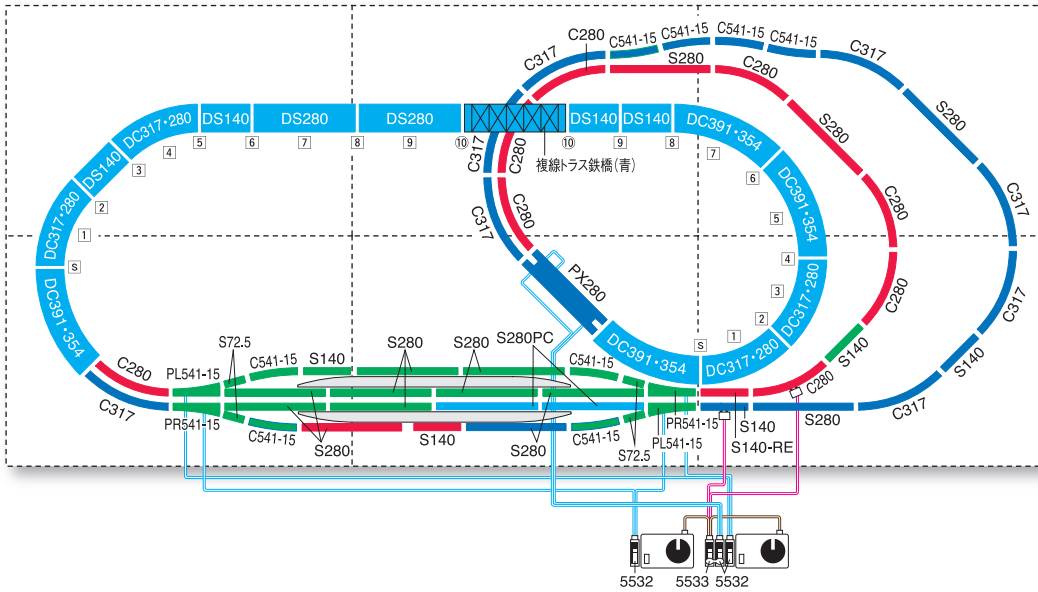 C541-15
C541-15
C541-15
C541-15
C317
C280
C317
S280
C280
S280
S280
DC317・280
DS140
DS280
DS280
DS140
DS140
DC391・354
4
5
6
7
8
9
⑩
⑩
9
8
7
3
DS140
2
DC317・280
1
S
DC391・354
複線トラス鉄橋(青)
C317
C280
C317
C280
PX280
6
DC391・354
5
4
3
DC317・280
2
1
S
DC317・280
DC391・354
C280
C317
C280
C317
S140
S140
C280
C317
C280
C317
PL541-15
PR541-15
S72.5
C541-15
S140
S280
S280
S280PC
C541-15
PR541-15
C541-15
S280
S140
S280
C541-15
S72.5
PL541-15
S140
S140-RE
S280
5532
5533
5532